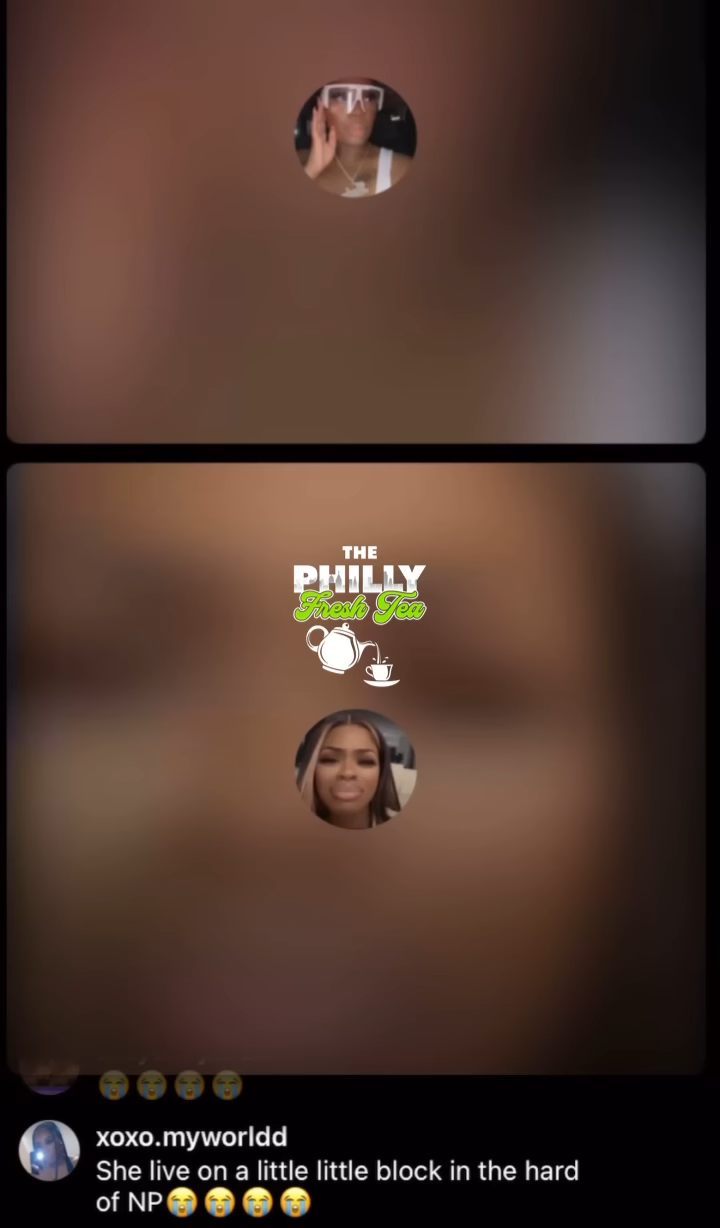 THE
PHILLY
Fresh Tea
😭😭😭😭
xoxo.myworldd
She live on a little little block in the hard
of NP😭😭😭😭